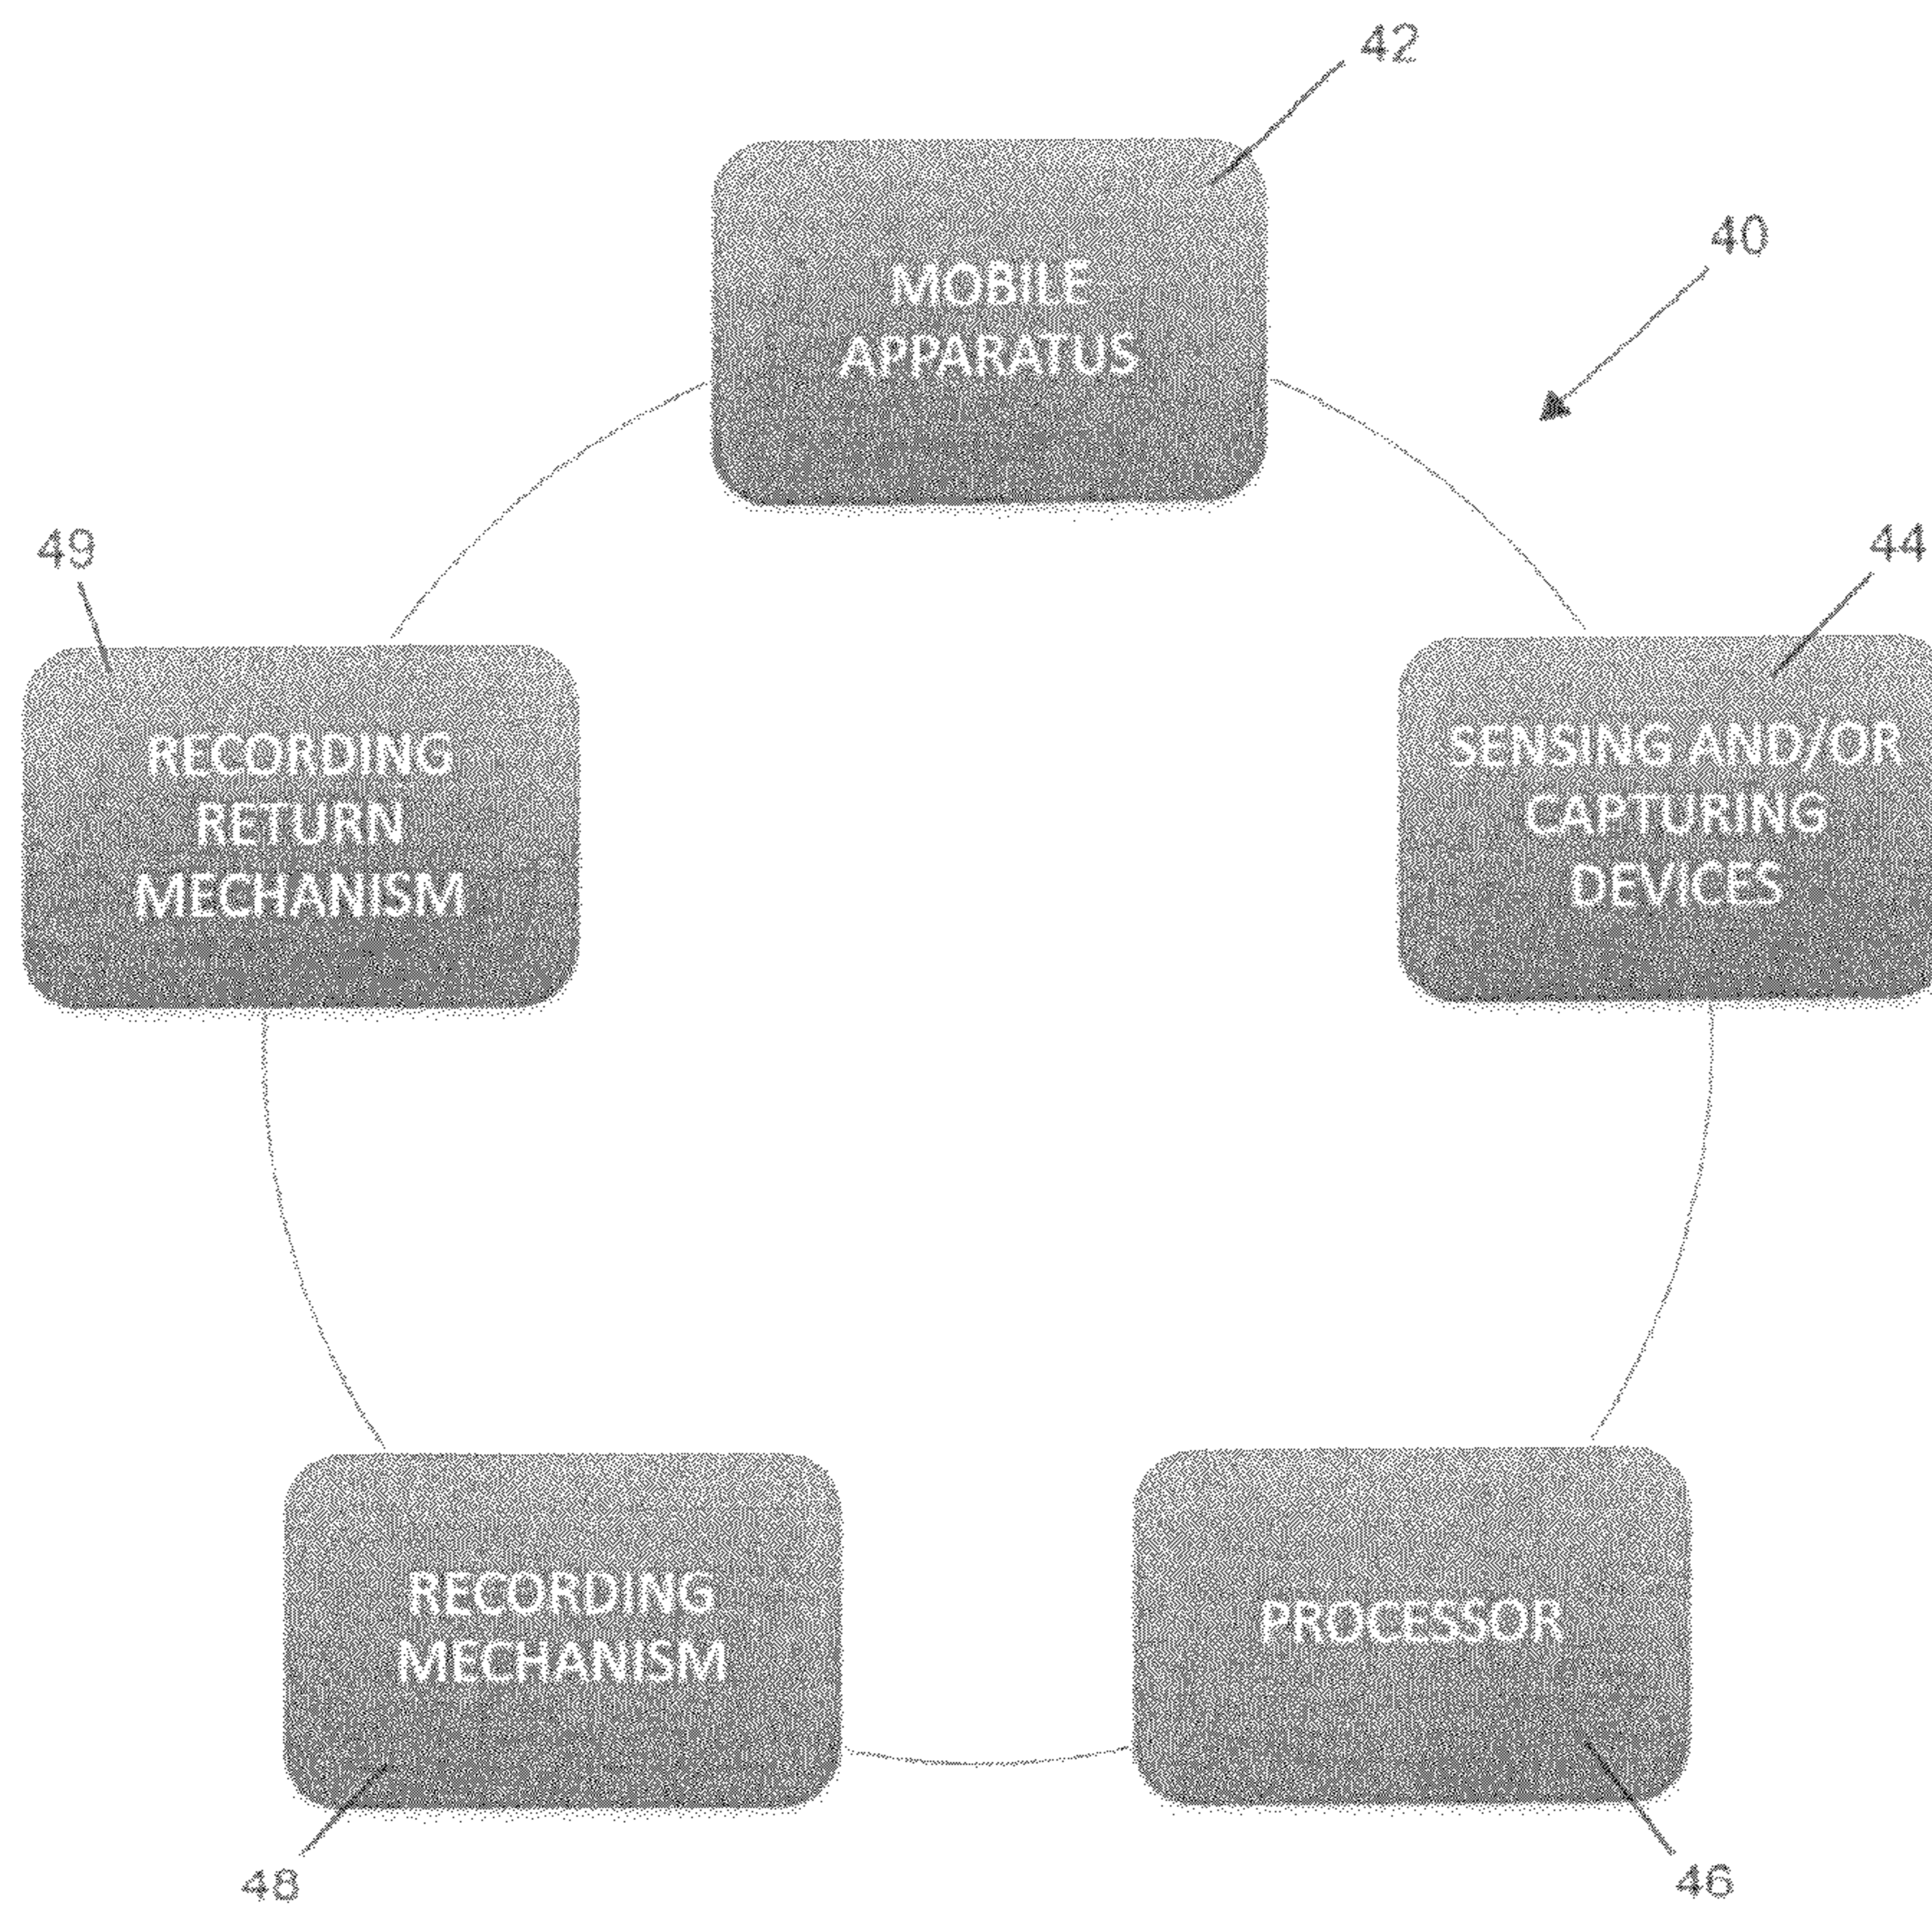 42
MOBILE
APPARATUS
40
49
RECORDING
RETURN
MECHANISM
44
SENSING AND/OR
CAPTURING
DEVICES
RECORDING
MECHANISM
48
PROCESSOR
46